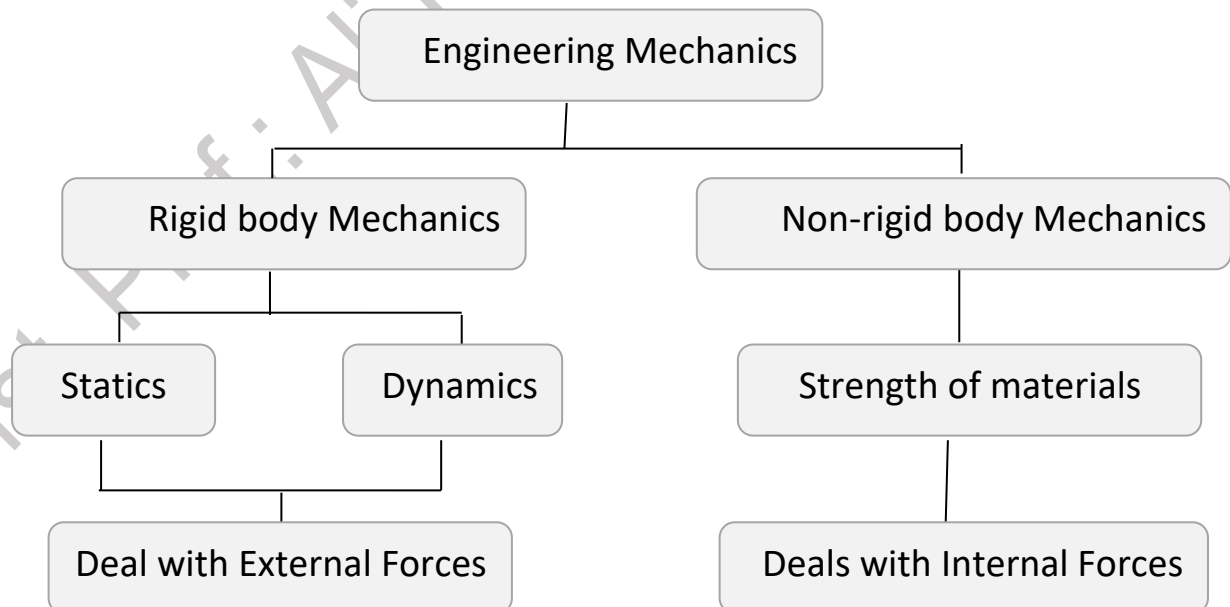 Engineering Mechanics
Rigid body Mechanics
Non-rigid body Mechanics
Statics
Dynamics
Strength of materials
Deal with External Forces
Deals with Internal Forces